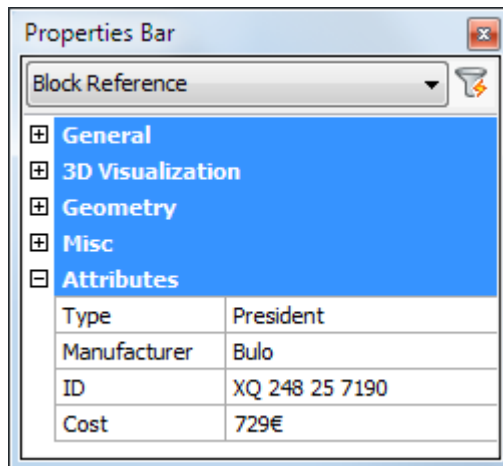 Properties Bar
Block Reference
General
3D Visualization
Geometry
Misc
Attributes
Type President
Manufacturer Bulo
ID XQ 248 25 7190
Cost 729€